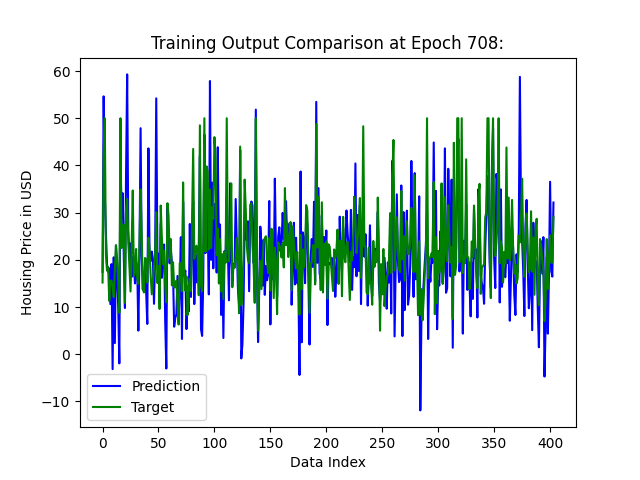 Training Output Comparison at Epoch 708:
60
50
40
30
20
10
0
−10
Housing Price in USD
Prediction
Target
0 50 100 150 200 250 300 350 400
Data Index